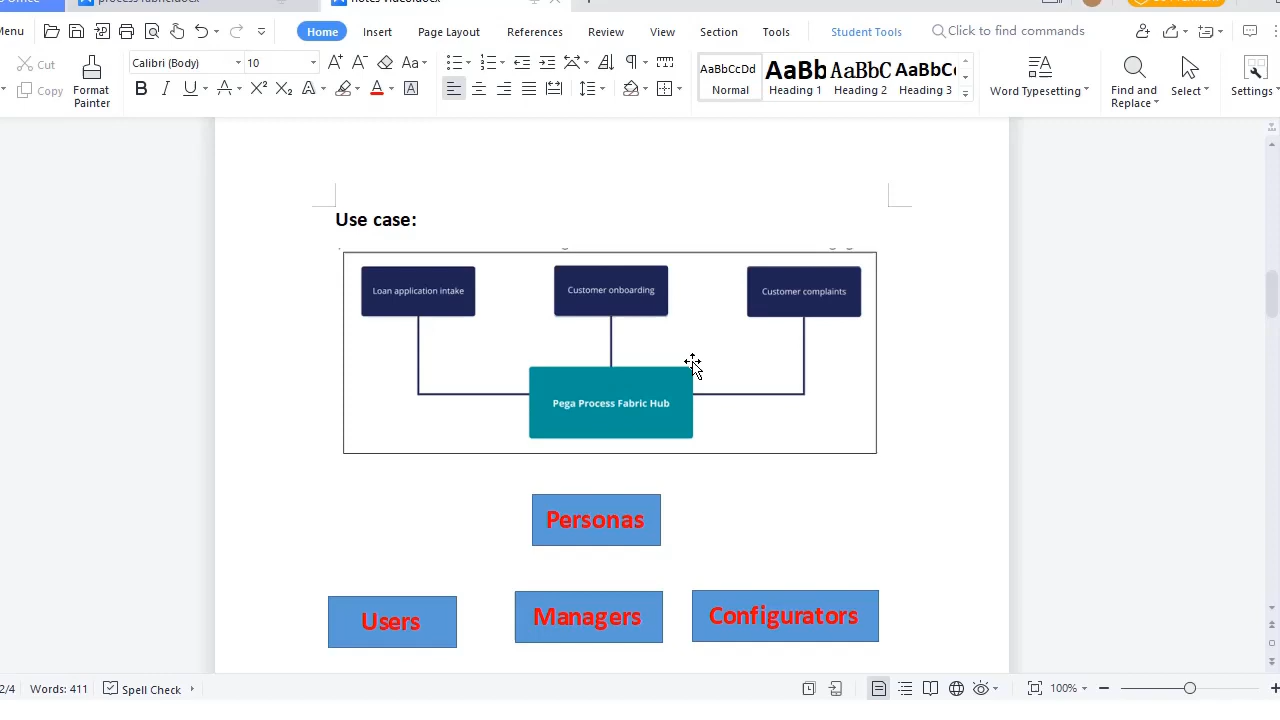 process fabric.docx
notes video.docx
Menu
Home
Insert
Page Layout
References
Review
View
Section
Tools
Student Tools
Click to find commands
Cut
Copy
Format
Painter
Calibri (Body)
10
AaBbCcDd
Normal
AaBb
Heading 1
AaBbC
Heading 2
AaBbC
Heading 3
Word Typesetting
Find and
Replace
Select
Settings
Use case:
Loan application intake
Customer onboarding
Customer complaints
Pega Process Fabric Hub
Personas
Users
Managers
Configurators
2/4
Words: 411
Spell Check
100%